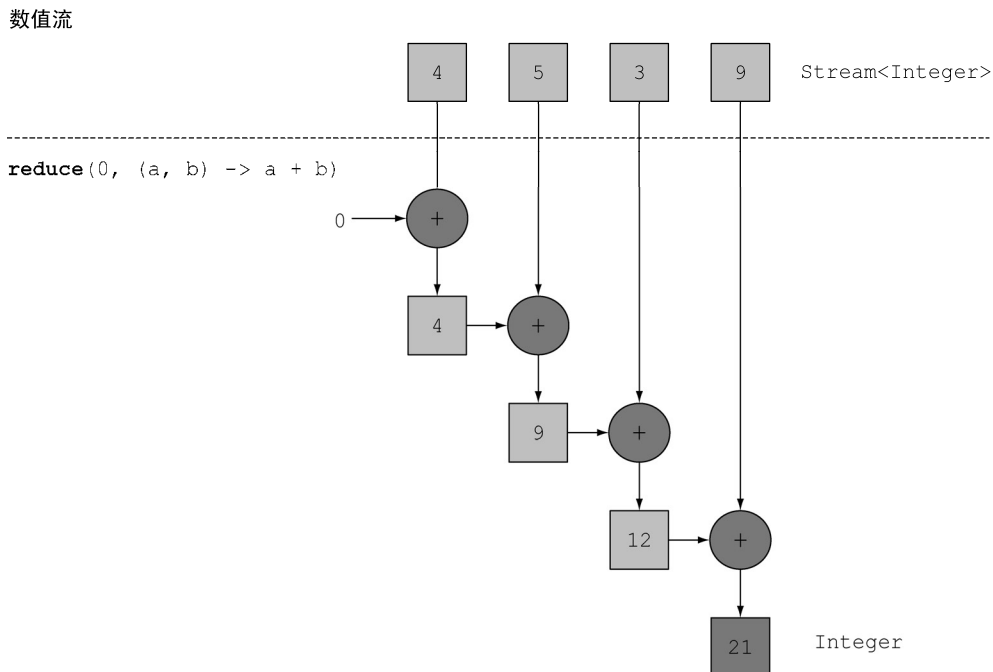 数值流
4 5 3 9 Stream<Integer>
reduce(0, (a, b) -> a + b)
0 +
4 +
9 +
12 +
21 Integer